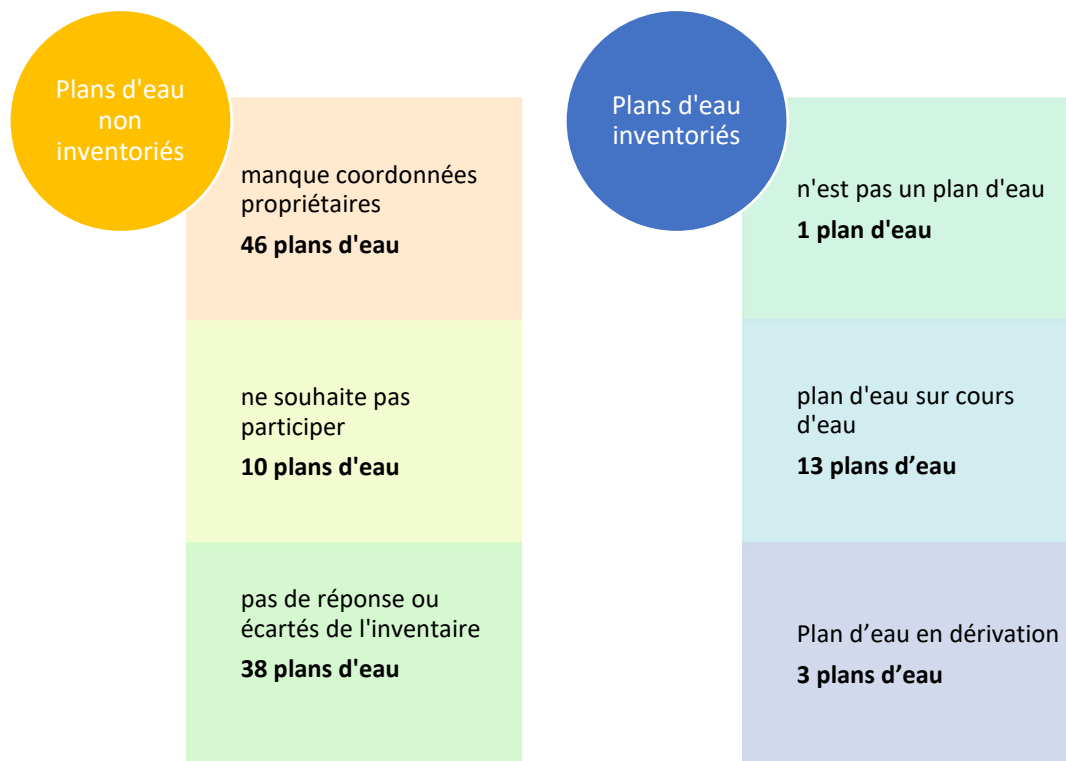 Plans d'eau
non
inventoriés
manque coordonnées
propriétaires
46 plans d'eau
ne souhaite pas
participer
10 plans d'eau
pas de réponse ou
écartés de l'inventaire
38 plans d'eau
Plans d'eau
inventoriés
n'est pas un plan d'eau
1 plan d'eau
plan d'eau sur cours
d'eau
13 plans d’eau
Plan d’eau en dérivation
3 plans d’eau